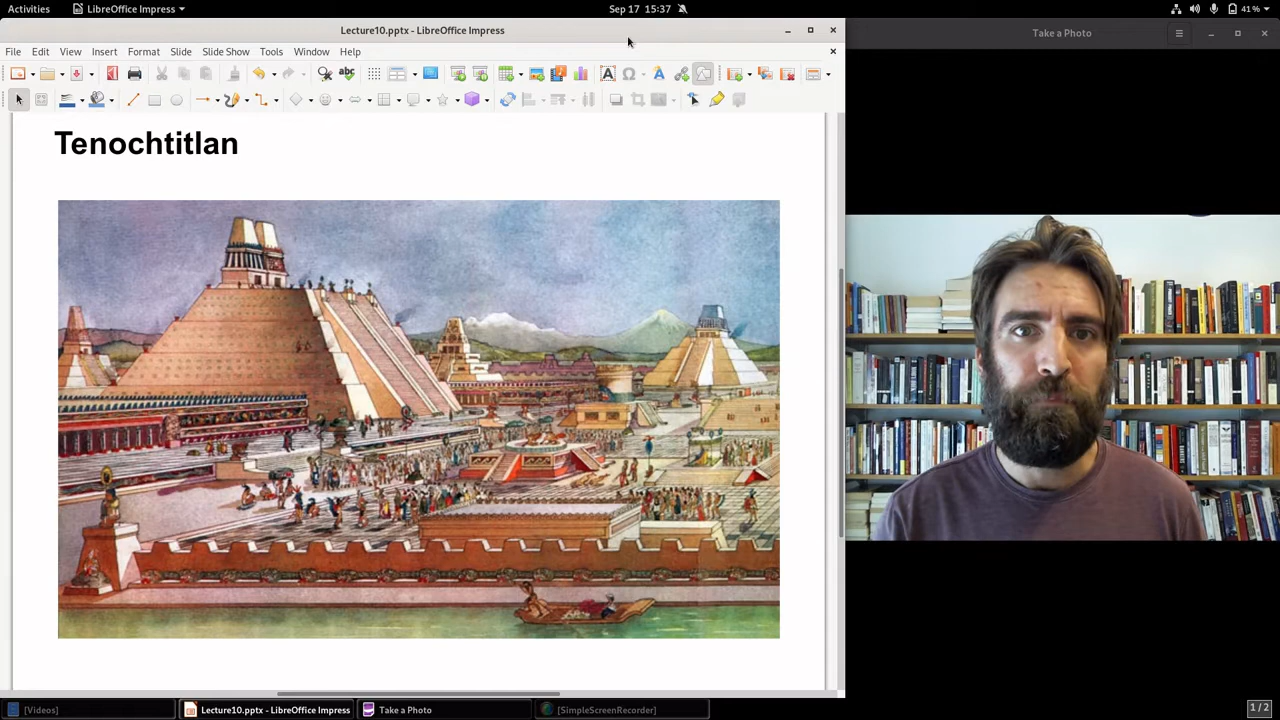 Activities LibreOffice Impress Sep 17 15:37 41%
Lecture10.pptx - LibreOffice Impress
Take a Photo
File Edit View Insert Format Slide Slide Show Tools Window Help
abc
Tenochtitlan
[Videos] Lecture10.pptx - LibreOffice Impress Take a Photo [SimpleScreenRecorder] 1/2